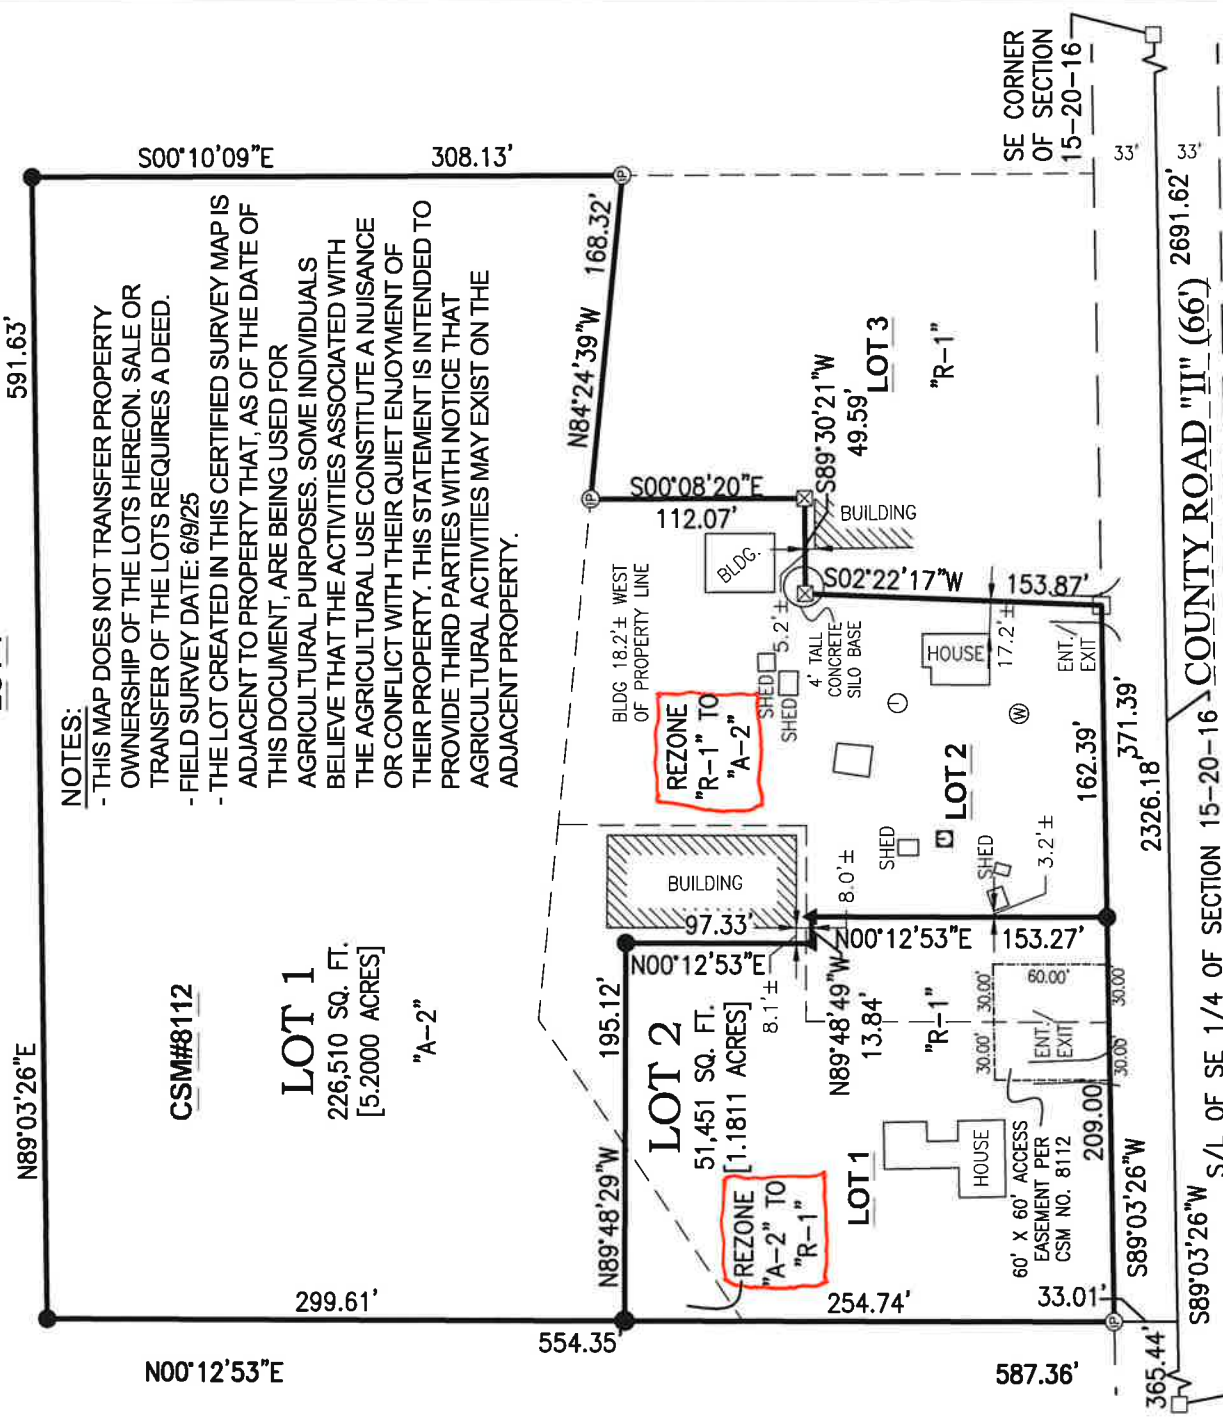 591.63'
N89°03'26"E
S00°10'09"E
308.13'
NOTES:
- THIS MAP DOES NOT TRANSFER PROPERTY
OWNERSHIP OF THE LOTS HEREON. SALE OR
TRANSFER OF THE LOTS REQUIRES A DEED.
- FIELD SURVEY DATE: 6/9/25
- THE LOT CREATED IN THIS CERTIFIED SURVEY MAP IS
ADJACENT TO PROPERTY THAT, AS OF THE DATE OF
THIS DOCUMENT, ARE BEING USED FOR
AGRICULTURAL PURPOSES. SOME INDIVIDUALS
BELIEVE THAT THE ACTIVITIES ASSOCIATED WITH
THE AGRICULTURAL USE CONSTITUTE A NUISANCE
OR CONFLICT WITH THEIR QUIET ENJOYMENT OF
THEIR PROPERTY. THIS STATEMENT IS INTENDED TO
PROVIDE THIRD PARTIES WITH NOTICE THAT
AGRICULTURAL ACTIVITIES MAY EXIST ON THE
ADJACENT PROPERTY.
CSM#8112
LOT 1
226,510 SQ. FT.
[5.2000 ACRES]
"A-2"
299.61'
N00°12'53"E
554.35'
587.36'
N84°24'39"W
168.32'
IP
IP
S00°08'20"E
112.07'
S89°30'21"W
49.59'
LOT 3
"R-1"
BUILDING
BLDG.
BLDG 18.2'± WEST
OF PROPERTY LINE
5.2'±
S02°22'17"W
153.87'
4' TALL
CONCRETE
SILO BASE
HOUSE
17.2'±
ENT./
EXIT
REZONE
"R-1" TO
"A-2"
SHED
SHED
W
LOT 2
SHED
SHED
3.2'±
8.0'±
162.39'
371.39'
BUILDING
97.33'
N00°12'53"E
8.1'±
N00°12'53"E
153.27'
N89°48'49"W
13.84'
"R-1"
195.12'
N89°48'29"W
LOT 2
51,451 SQ. FT.
[1.1811 ACRES]
REZONE
"A-2" TO
"R-1"
LOT 1
HOUSE
254.74'
60' X 60' ACCESS
EASEMENT PER
CSM NO. 8112
30.00'
30.00'
60.00'
30.00'
30.00'
ENT./
EXIT
209.00'
33.01'
IP
S89°03'26"W
S89°03'26"W
365.44'
2326.18'
S/L OF SE 1/4 OF SECTION 15-20-16
COUNTY ROAD "II" (66')
2691.62'
33'
33'
SE CORNER
OF SECTION
15-20-16